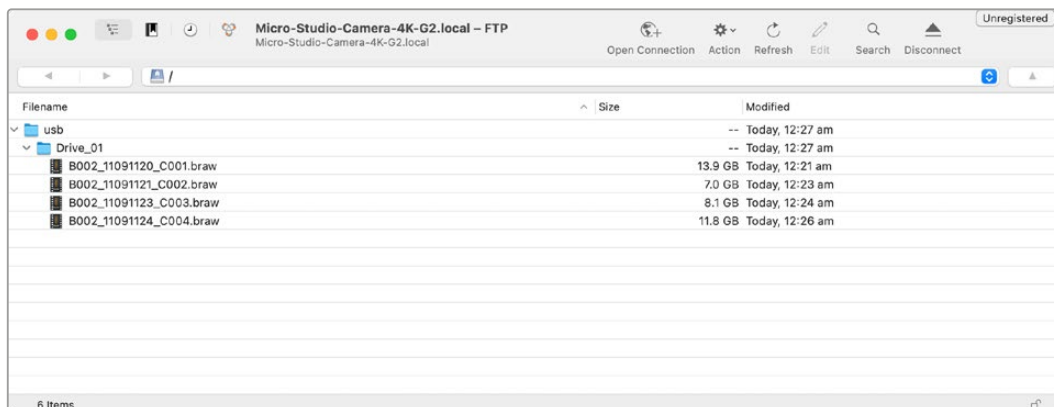 Unregistered
Micro-Studio-Camera-4K-G2.local – FTP
Micro-Studio-Camera-4K-G2.local
Open Connection Action Refresh Edit Search Disconnect
/
Filename Size Modified
usb -- Today, 12:27 am
Drive_01 -- Today, 12:27 am
B002_11091120_C001.braw 13.9 GB Today, 12:21 am
B002_11091121_C002.braw 7.0 GB Today, 12:23 am
B002_11091123_C003.braw 8.1 GB Today, 12:24 am
B002_11091124_C004.braw 11.8 GB Today, 12:26 am
6 Items